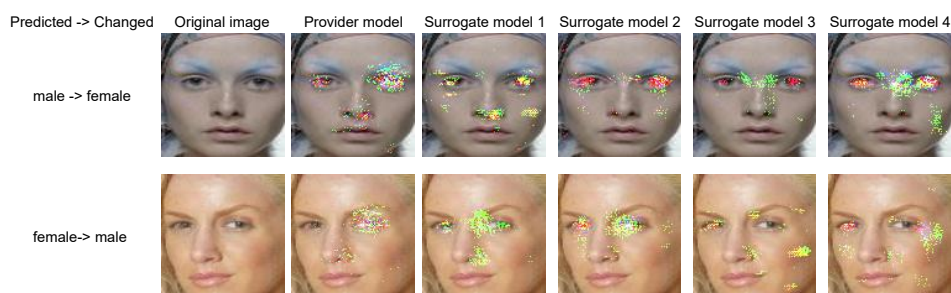 Predicted -> Changed Original image Provider model Surrogate model 1 Surrogate model 2 Surrogate model 3 Surrogate model 4
male -> female
female-> male